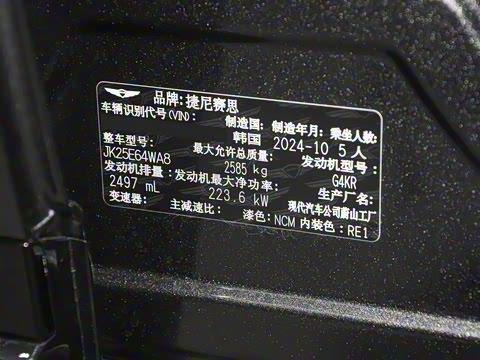 品牌:捷尼赛思
车辆识别代号(VIN): 制造国: 制造年月: 乘坐人数:
韩国 2024-10 5 人
整车型号: 最大允许总质量: 发动机型号:
JK25E64WA8 2585 kg G4KR
发动机排量: 发动机最大净功率: 生产厂名:
2497 mL 223.6 kW 现代汽车公司蔚山工厂
变速器: 主减速比: 漆色:NCM 内装色:RE1